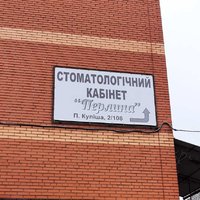 СТОМАТОЛОГІЧНИЙ
КАБІНЕТ
"Перлина"
П. Куліша, 2/108